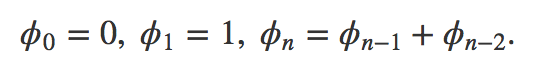 ϕ₀ = 0, ϕ₁ = 1, ϕₙ = ϕₙ₋₁ + ϕₙ₋₂.